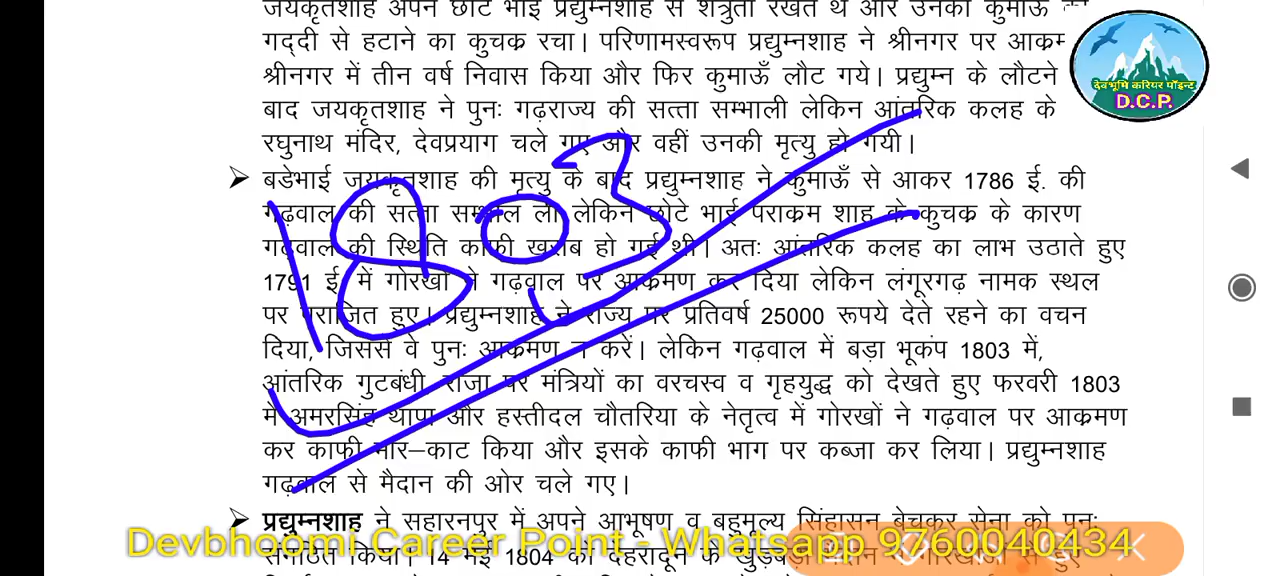 जयकृतशाह अपने छोटे भाई प्रद्युम्नशाह से शत्रुता रखते थे और उनको कुमाऊँ की
गद्दी से हटाने का कुचक्र रचा। परिणामस्वरूप प्रद्युम्नशाह ने श्रीनगर पर आक्रम
श्रीनगर में तीन वर्ष निवास किया और फिर कुमाऊँ लौट गये। प्रद्युम्न के लौटने
बाद जयकृतशाह ने पुनः गढ़राज्य की सत्ता सम्भाली लेकिन आंतरिक कलह के
रघुनाथ मंदिर, देवप्रयाग चले गए और वहीं उनकी मृत्यु हो गयी।
देवभूमि करियर पॉइन्ट
D.C.P.
➢ बडेभाई जयकृतशाह की मृत्यु के बाद प्रद्युम्नशाह ने कुमाऊँ से आकर 1786 ई. की
गढ़वाल की सत्ता सम्भाल ली लेकिन छोटे भाई पराक्रम शाह के कुचक्र के कारण
गढ़वाल की स्थिति काफी खराब हो गई थी। अतः आंतरिक कलह का लाभ उठाते हुए
1791 ई. में गोरखों ने गढ़वाल पर आक्रमण कर दिया लेकिन लंगूरगढ़ नामक स्थल
पर पराजित हुए। प्रद्युम्नशाह ने राज्य पर प्रतिवर्ष 25000 रूपये देते रहने का वचन
दिया, जिससे वे पुनः आक्रमण न करें। लेकिन गढ़वाल में बड़ा भूकंप 1803 में,
आंतरिक गुटबंधी, राजा पर मंत्रियों का वरचस्व व गृहयुद्ध को देखते हुए फरवरी 1803
में अमरसिंह थापा और हस्तीदल चौतरिया के नेतृत्व में गोरखों ने गढ़वाल पर आक्रमण
कर काफी मार–काट किया और इसके काफी भाग पर कब्जा कर लिया। प्रद्युम्नशाह
गढ़वाल से मैदान की ओर चले गए।
1803
➢ प्रद्युम्नशाह ने सहारनपुर में अपने आभूषण व बहुमूल्य सिंहासन बेचकर सेना को पुनः
Devbhoomi Career Point - Whatsapp 9760040434
संगठित किया। 14 मई 1804 को देहरादून के खुड़बुड़ा मैदान में हुए